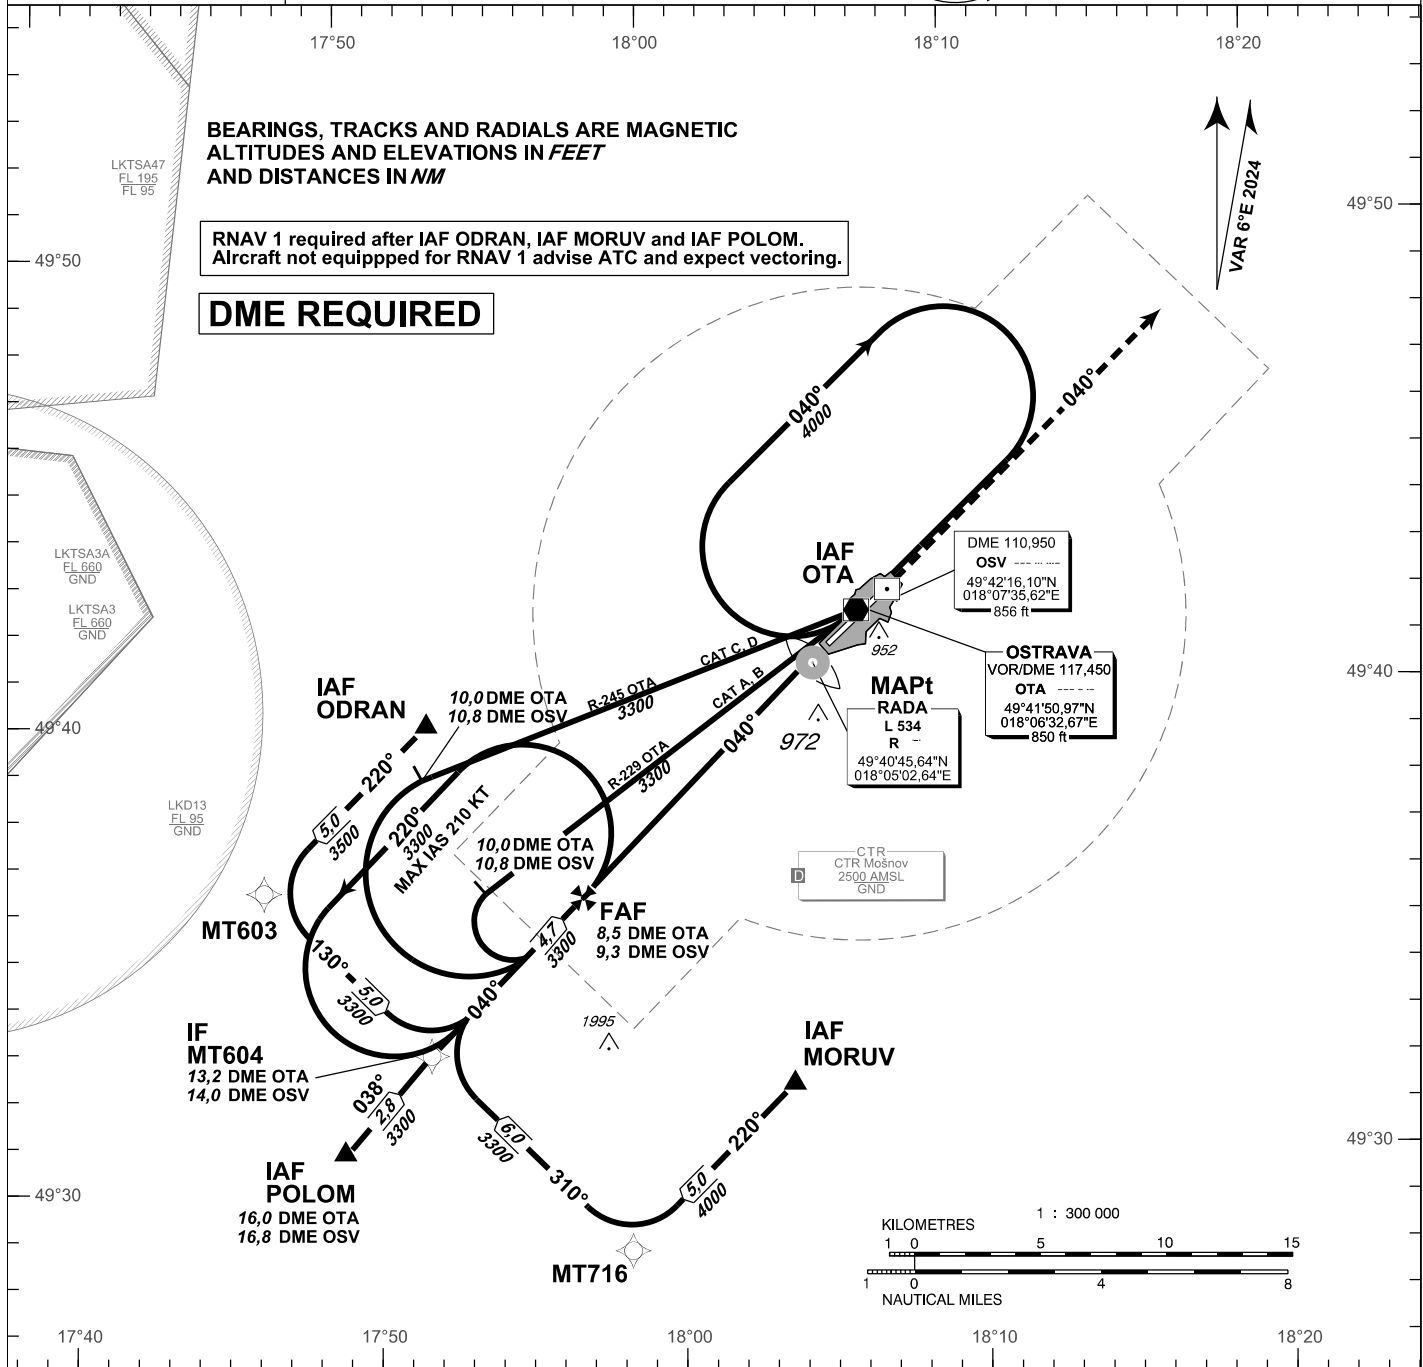 17°50
18°00
18°10
18°20
BEARINGS, TRACKS AND RADIALS ARE MAGNETIC
ALTITUDES AND ELEVATIONS IN FEET
AND DISTANCES IN NM
LKTSA47
FL 195
FL 95
VAR 6°E 2024
49°50
RNAV 1 required after IAF ODRAN, IAF MORUV and IAF POLOM.
Aircraft not equippped for RNAV 1 advise ATC and expect vectoring.
49°50
DME REQUIRED
040°
4000
040°
LKTSA3A
FL 660
GND
LKTSA3
FL 660
GND
IAF
OTA
DME 110,950
OSV
49°42'16,10"N
018°07'35,62"E
856 ft
952
OSTRAVA
VOR/DME 117,450
OTA
49°41'50,97"N
018°06'32,67"E
850 ft
49°40
CAT C, D
R-245 OTA
3300
CAT A, B
R-229 OTA
3300
040°
MAPt
RADA
L 534
R
49°40'45,64"N
018°05'02,64"E
972
IAF
ODRAN
10,0 DME OTA
10,8 DME OSV
49°40
220°
5,0
3500
LKD13
FL 95
GND
220°
3300
MAX IAS 210 KT
10,0 DME OTA
10,8 DME OSV
CTR
CTR Mošnov
2500 AMSL
GND
D
MT603
FAF
8,5 DME OTA
9,3 DME OSV
4,7
3300
130°
5,0
3300
040°
1995
IF
MT604
13,2 DME OTA
14,0 DME OSV
IAF
MORUV
038°
2,8
3300
6,0
3300
220°
49°30
310°
5,0
4000
IAF
POLOM
16,0 DME OTA
16,8 DME OSV
49°30
MT716
1 : 300 000
KILOMETRES
1 0 5 10 15
1 0 4 8
NAUTICAL MILES
17°40
17°50
18°00
18°10
18°20